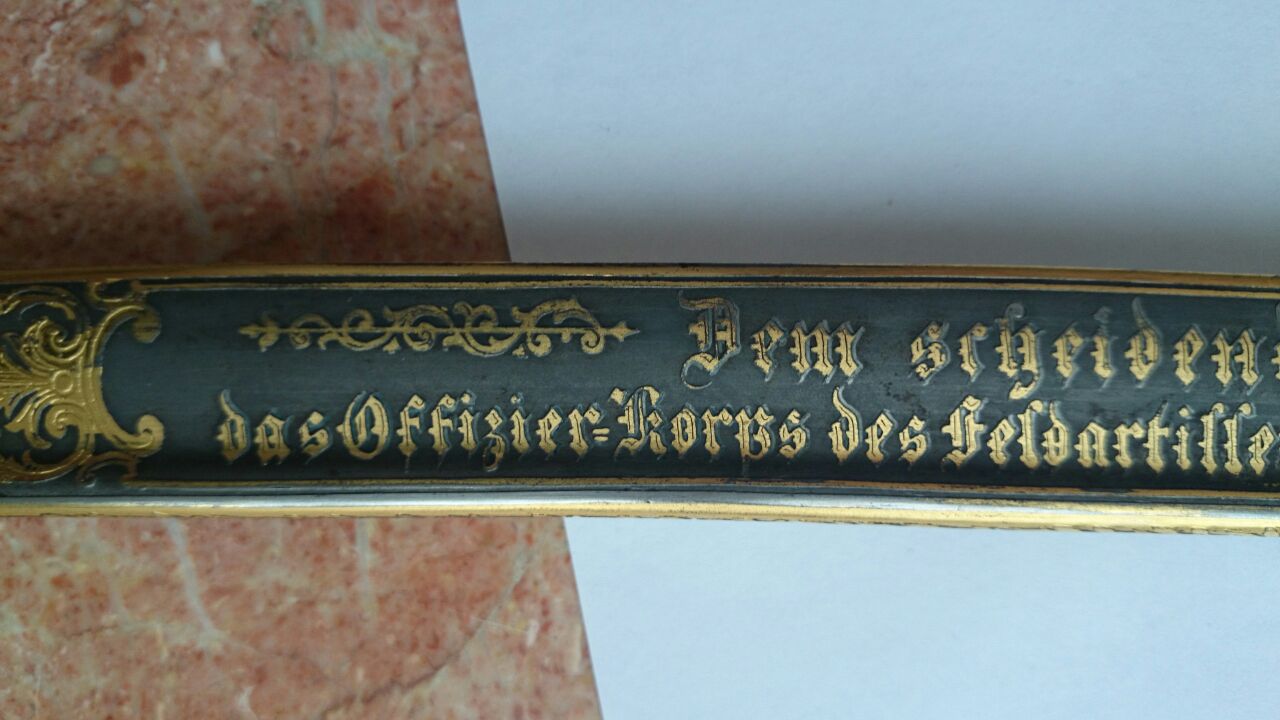 Dem scheiden
das Offizier-Korps des Feldartille